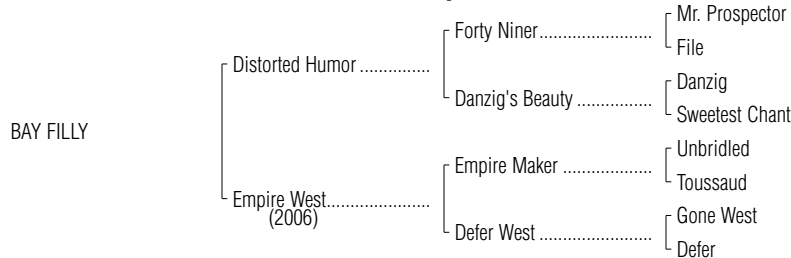 Mr. Prospector
Forty Niner........................
File
Distorted Humor ...............
Danzig
Danzig's Beauty ................
Sweetest Chant
BAY FILLY
Unbridled
Empire Maker ...................
Toussaud
Empire West......................
(2006)
Gone West
Defer West ........................
Defer